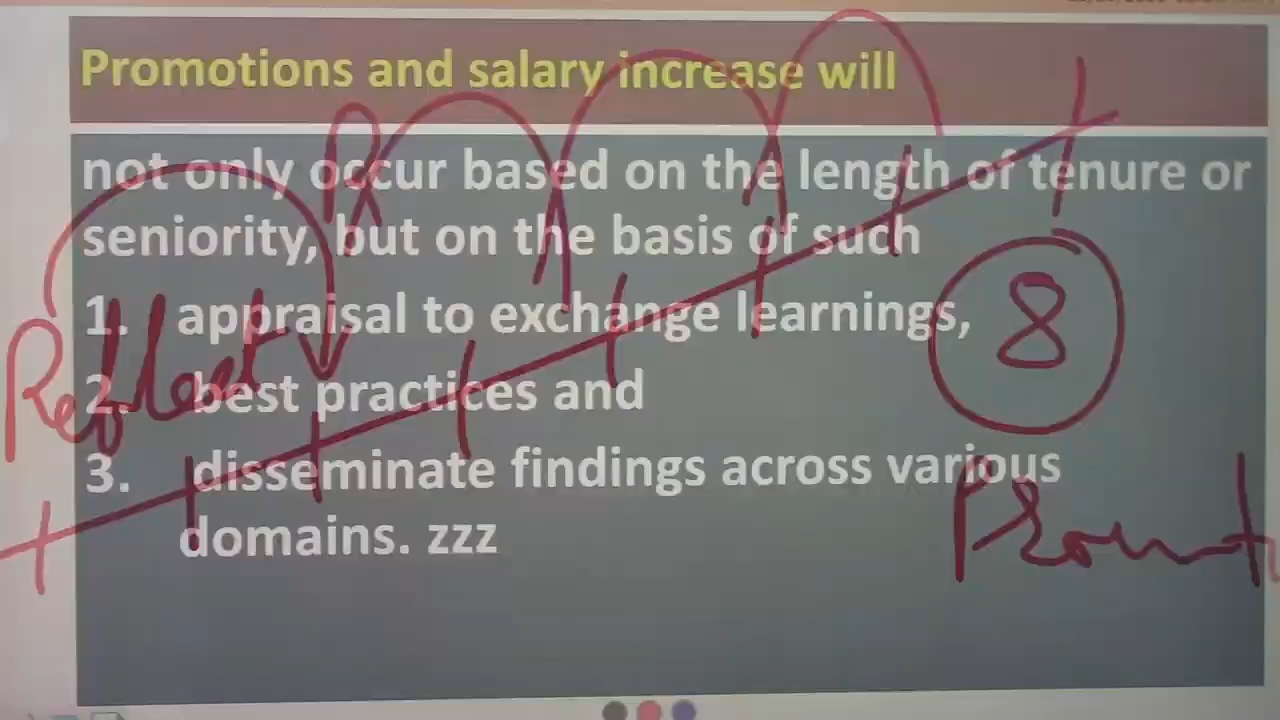 Promotions and salary increase will
not only occur based on the length of tenure or
seniority, but on the basis of such
1. appraisal to exchange learnings,
2. best practices and
3. disseminate findings across various
domains. zzz
R
Reflect
8
Promot